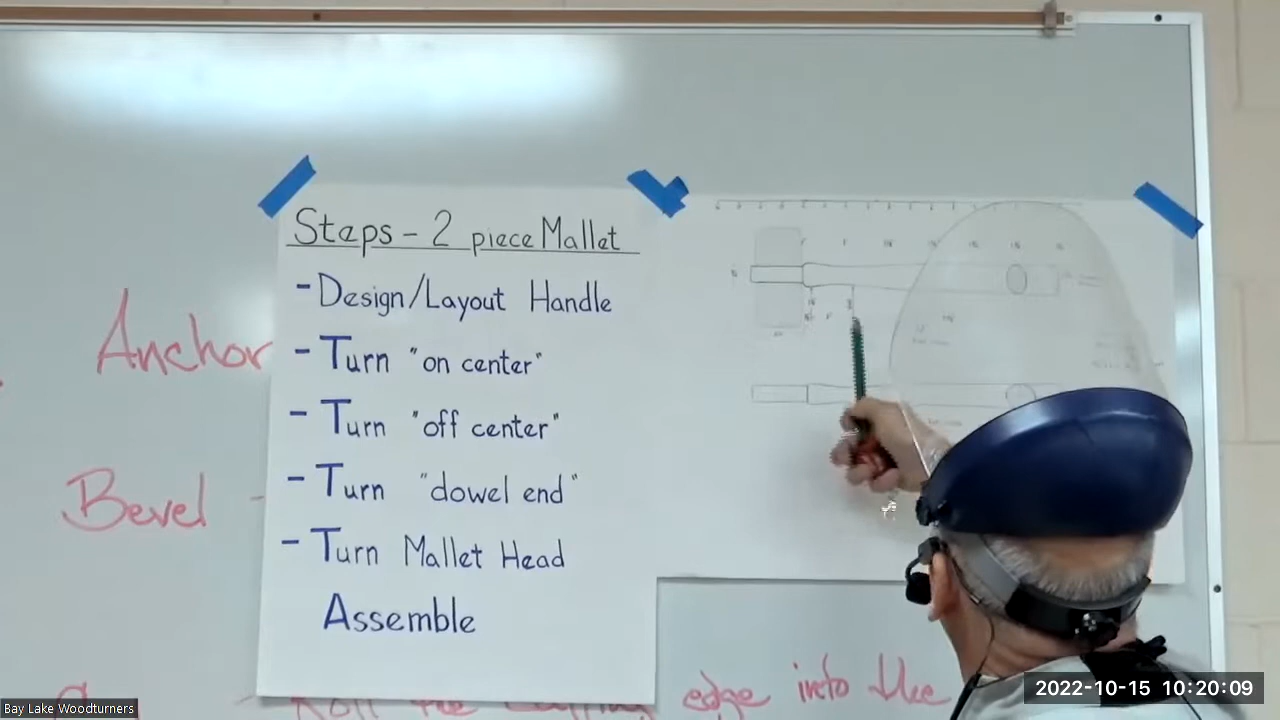 Steps - 2 piece Mallet
- Design/Layout Handle
- Turn "on center"
- Turn "off center"
- Turn "dowel end"
- Turn Mallet Head
Assemble
Anchor
Bevel -
edge into the
Bay Lake Woodturners
2022-10-15 10:20:09